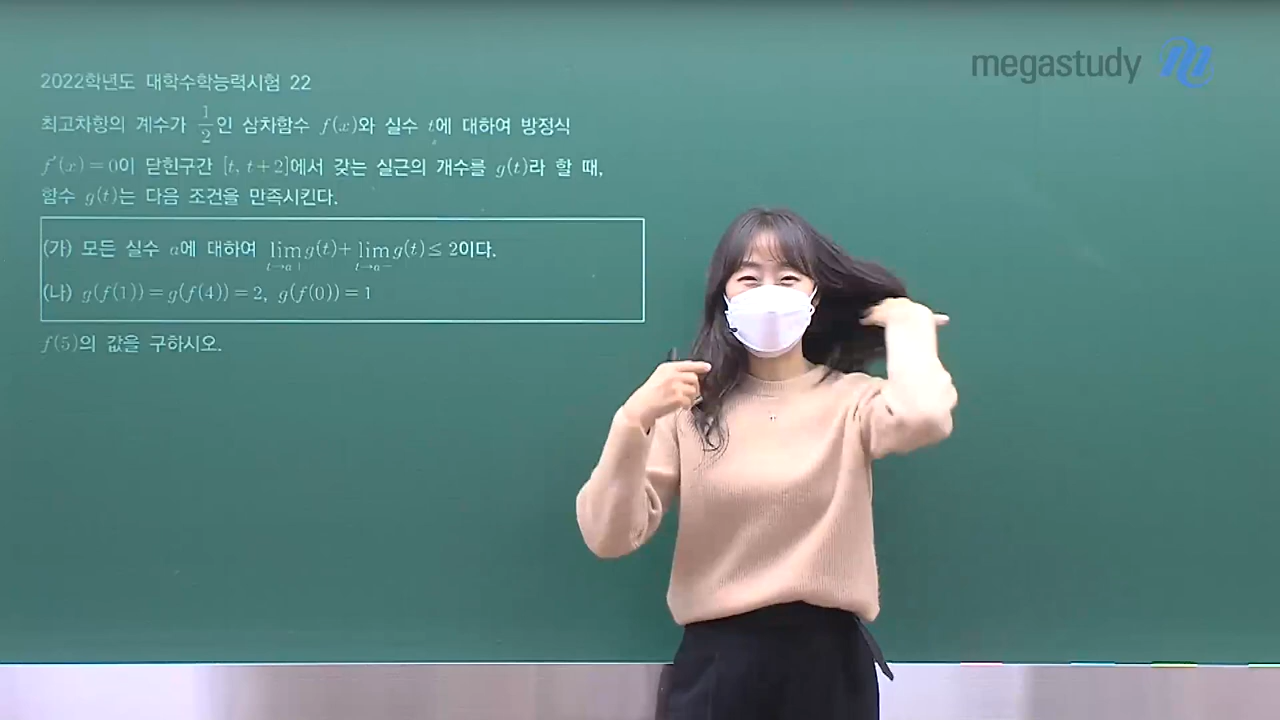 megastudy
2022학년도 대학수학능력시험 22
최고차항의 계수가 1/2인 삼차함수 f(x)와 실수 t에 대하여 방정식
f′(x)=0이 닫힌구간 [t, t+2]에서 갖는 실근의 개수를 g(t)라 할 때,
함수 g(t)는 다음 조건을 만족시킨다.
(가) 모든 실수 a에 대하여 lim t→a+ g(t)+ lim t→a− g(t)≤2이다.
(나) g(f(1))=g(f(4))=2, g(f(0))=1
f(5)의 값을 구하시오.